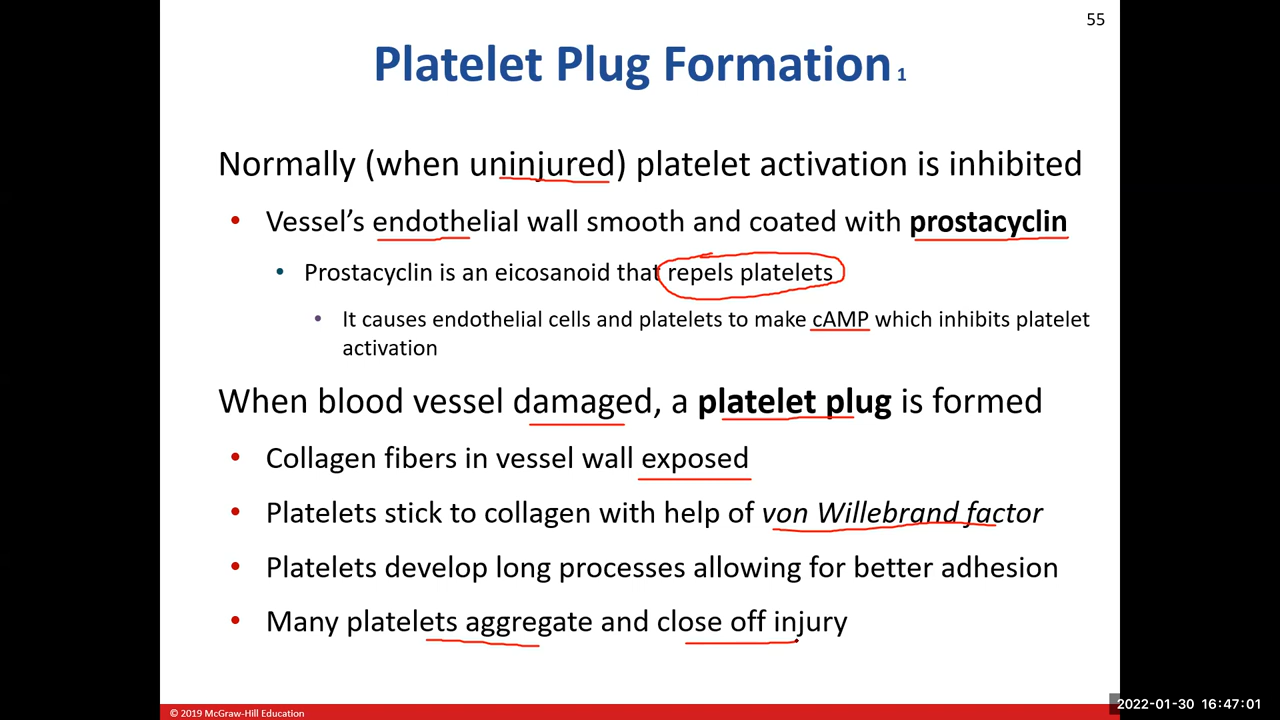 55
Platelet Plug Formation 1
Normally (when uninjured) platelet activation is inhibited
• Vessel’s endothelial wall smooth and coated with prostacyclin
• Prostacyclin is an eicosanoid that repels platelets
• It causes endothelial cells and platelets to make cAMP which inhibits platelet
activation
When blood vessel damaged, a platelet plug is formed
• Collagen fibers in vessel wall exposed
• Platelets stick to collagen with help of von Willebrand factor
• Platelets develop long processes allowing for better adhesion
• Many platelets aggregate and close off injury
© 2019 McGraw-Hill Education
2022-01-30 16:47:01